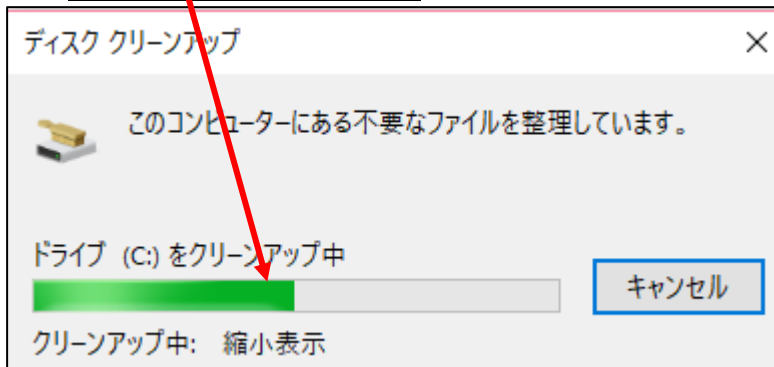 ディスク クリーンアップ
このコンピューターにある不要なファイルを整理しています。
ドライブ (C:) をクリーンアップ中
キャンセル
クリーンアップ中: 縮小表示